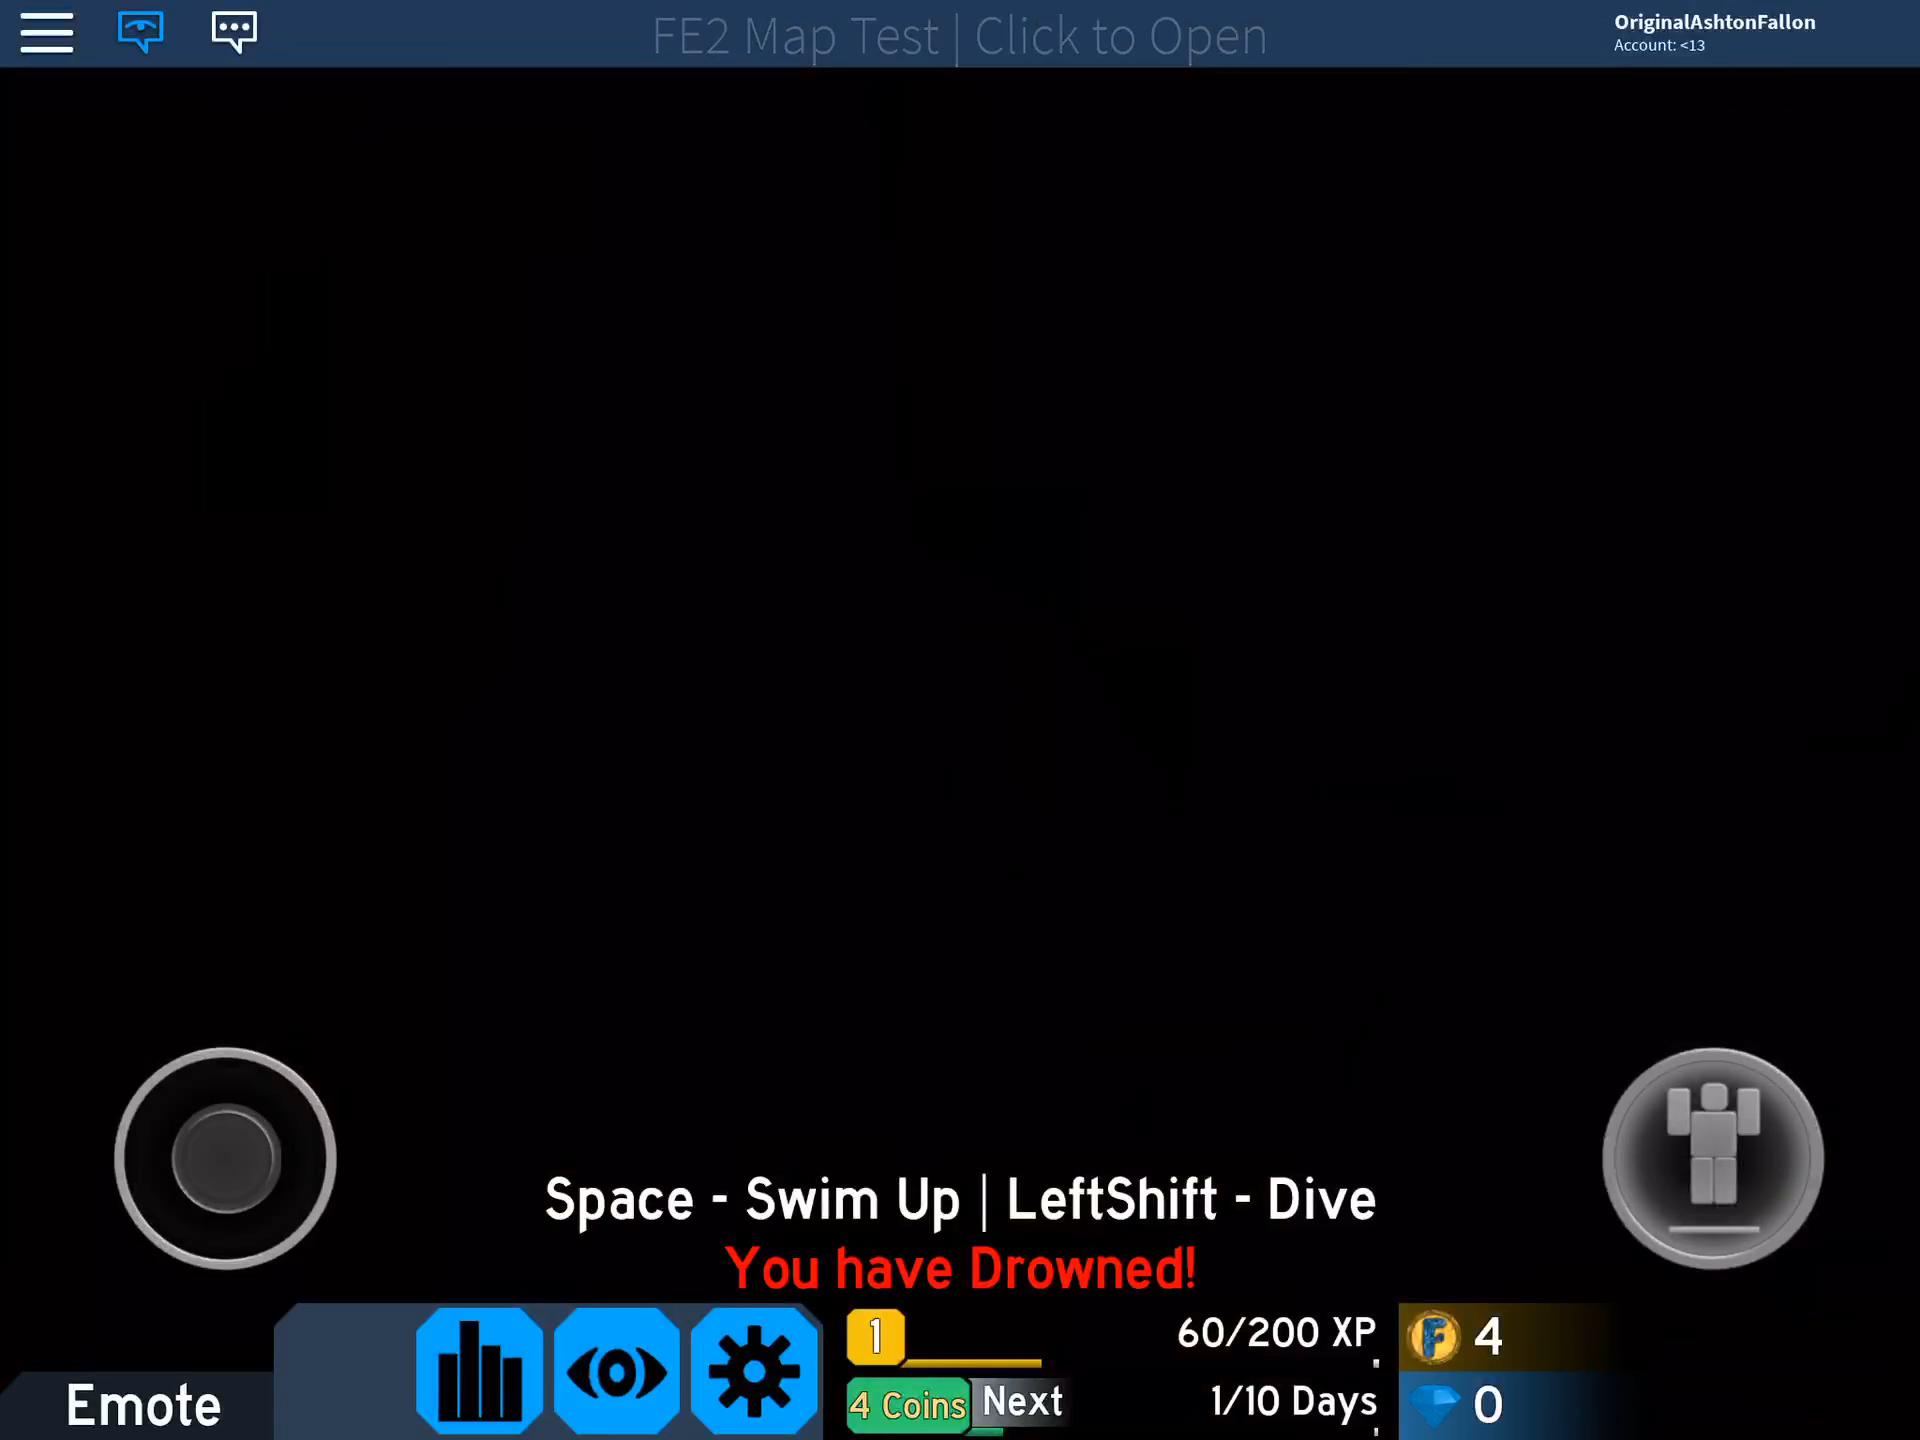 FE2 Map Test | Click to Open
OriginalAshtonFallon
Account: <13
Space - Swim Up | LeftShift - Dive
You have Drowned!
1
60/200 XP
F 4
4 Coins Next
1/10 Days
0
Emote